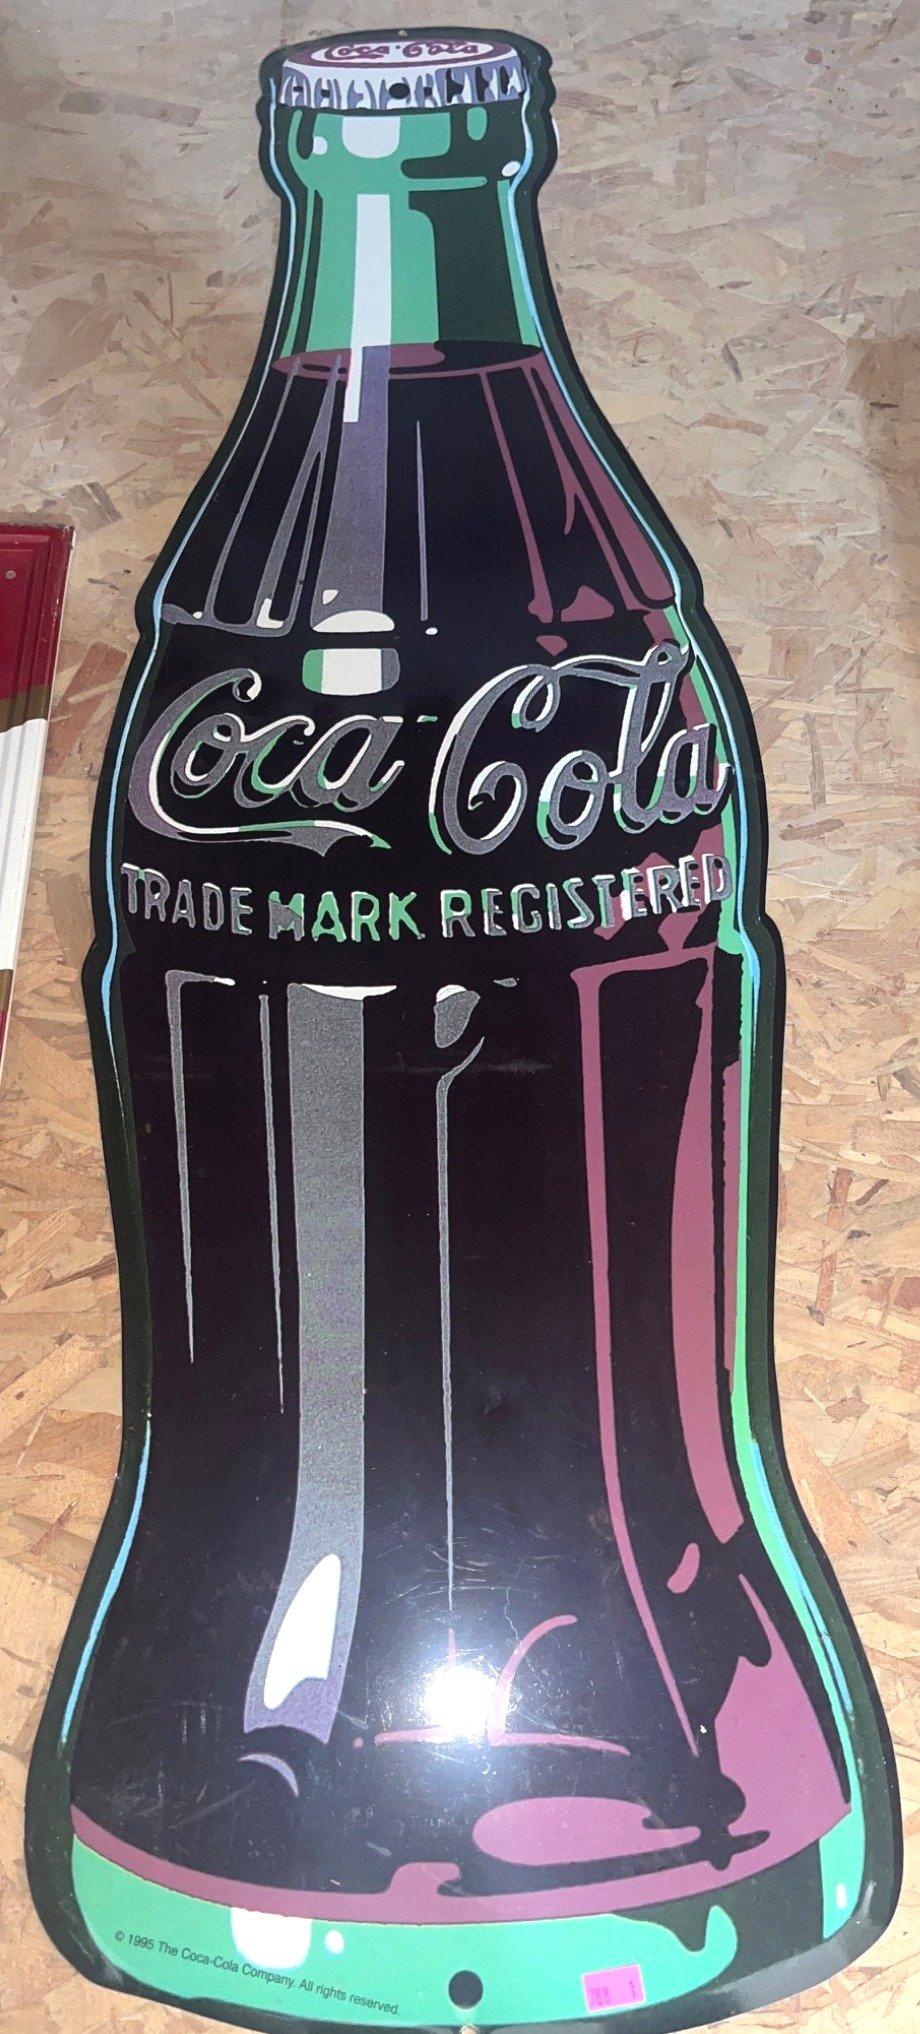 Coca-Cola
Coca-Cola
TRADE MARK REGISTERED
© 1995 The Coca-Cola Company. All rights reserved.